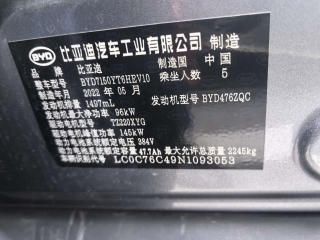 BYD 比亚迪汽车工业有限公司 制造
品牌 比亚迪 制造国 中国
整车型号 BYD7150YT6HEV10 乘坐人数 5
制造年月 2022 年 05 月
发动机排量 1497mL 发动机型号 BYD476ZQC
发动机最大净功率 96kW
驱动电机型号 TZ220XYG
驱动电机峰值功率 145kW
动力电池系统额定电压 384V
动力电池系统额定容量 47.7Ah 最大允许总质量 2245kg
LC0C76C49N1093053